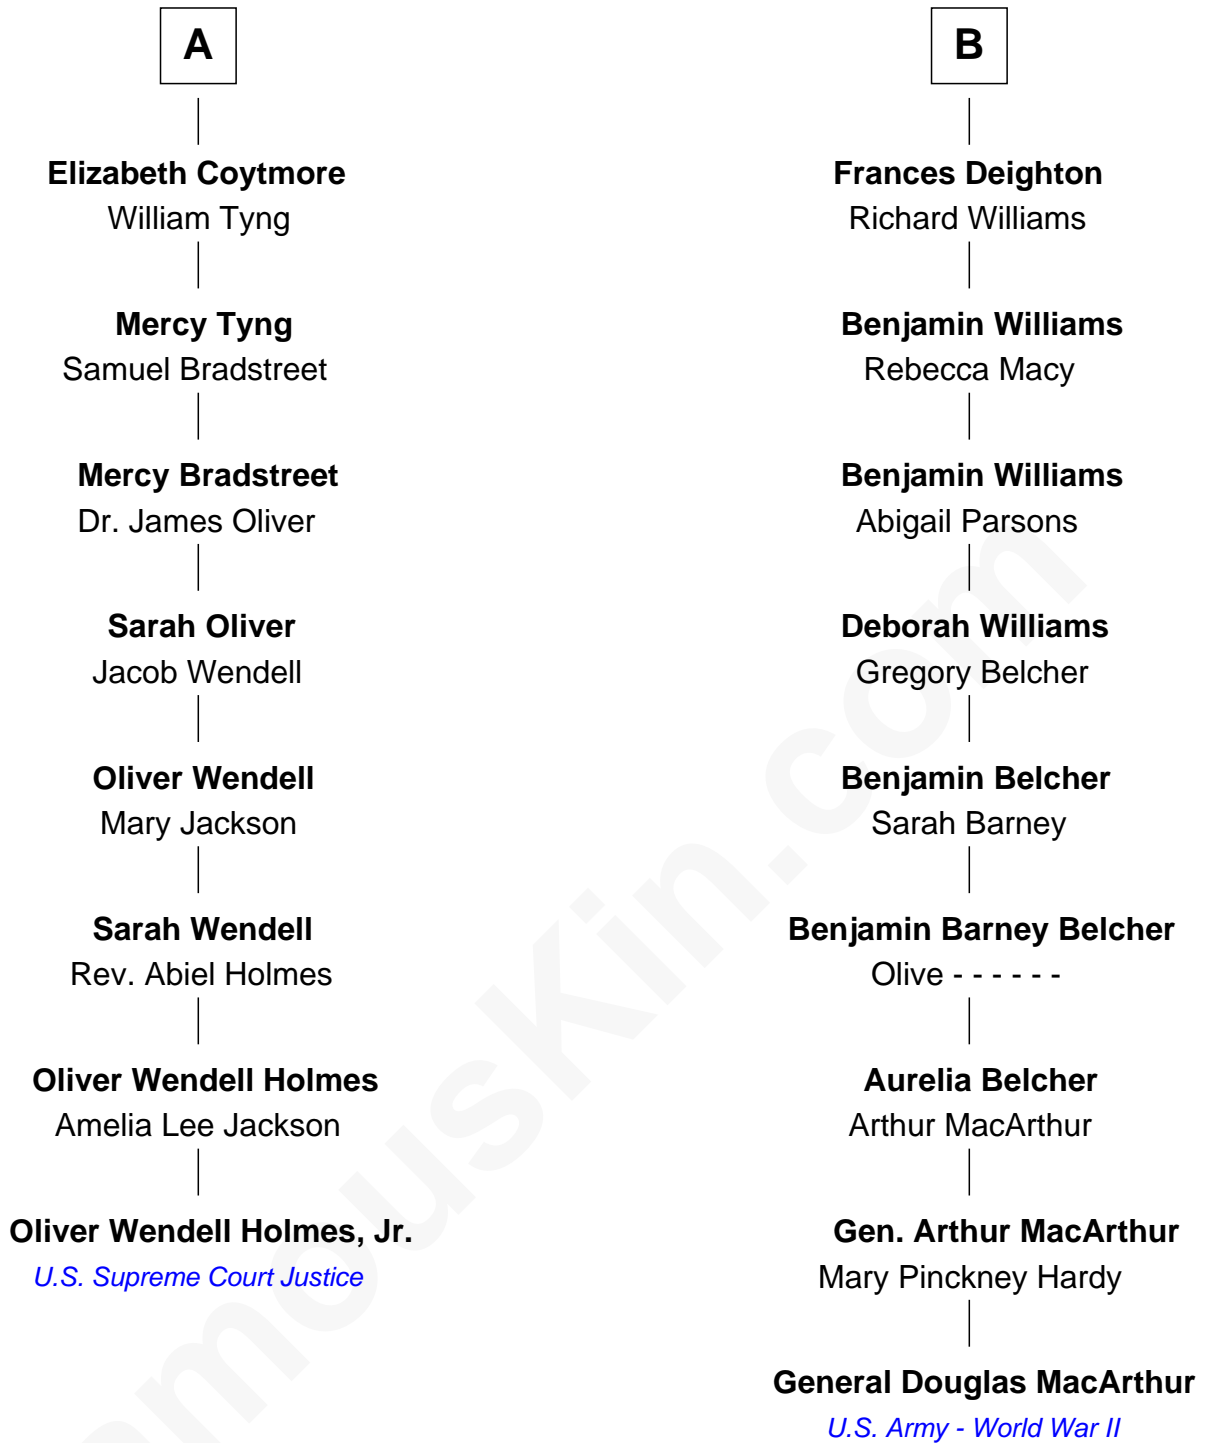 A
Elizabeth Coytmore
William Tyng
Mercy Tyng
Samuel Bradstreet
Mercy Bradstreet
Dr. James Oliver
Sarah Oliver
Jacob Wendell
Oliver Wendell
Mary Jackson
Sarah Wendell
Rev. Abiel Holmes
Oliver Wendell Holmes
Amelia Lee Jackson
Oliver Wendell Holmes, Jr.
U.S. Supreme Court Justice
B
Frances Deighton
Richard Williams
Benjamin Williams
Rebecca Macy
Benjamin Williams
Abigail Parsons
Deborah Williams
Gregory Belcher
Benjamin Belcher
Sarah Barney
Benjamin Barney Belcher
Olive - - - - - -
Aurelia Belcher
Arthur MacArthur
Gen. Arthur MacArthur
Mary Pinckney Hardy
General Douglas MacArthur
U.S. Army - World War II
amouskin.com